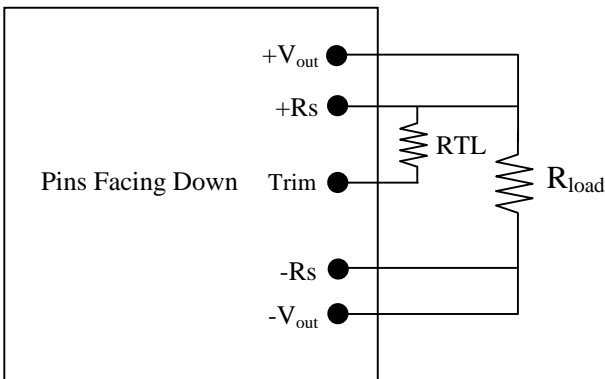 +Vout
+Rs
RTL
Pins Facing Down
Trim
Rload
-Rs
-Vout